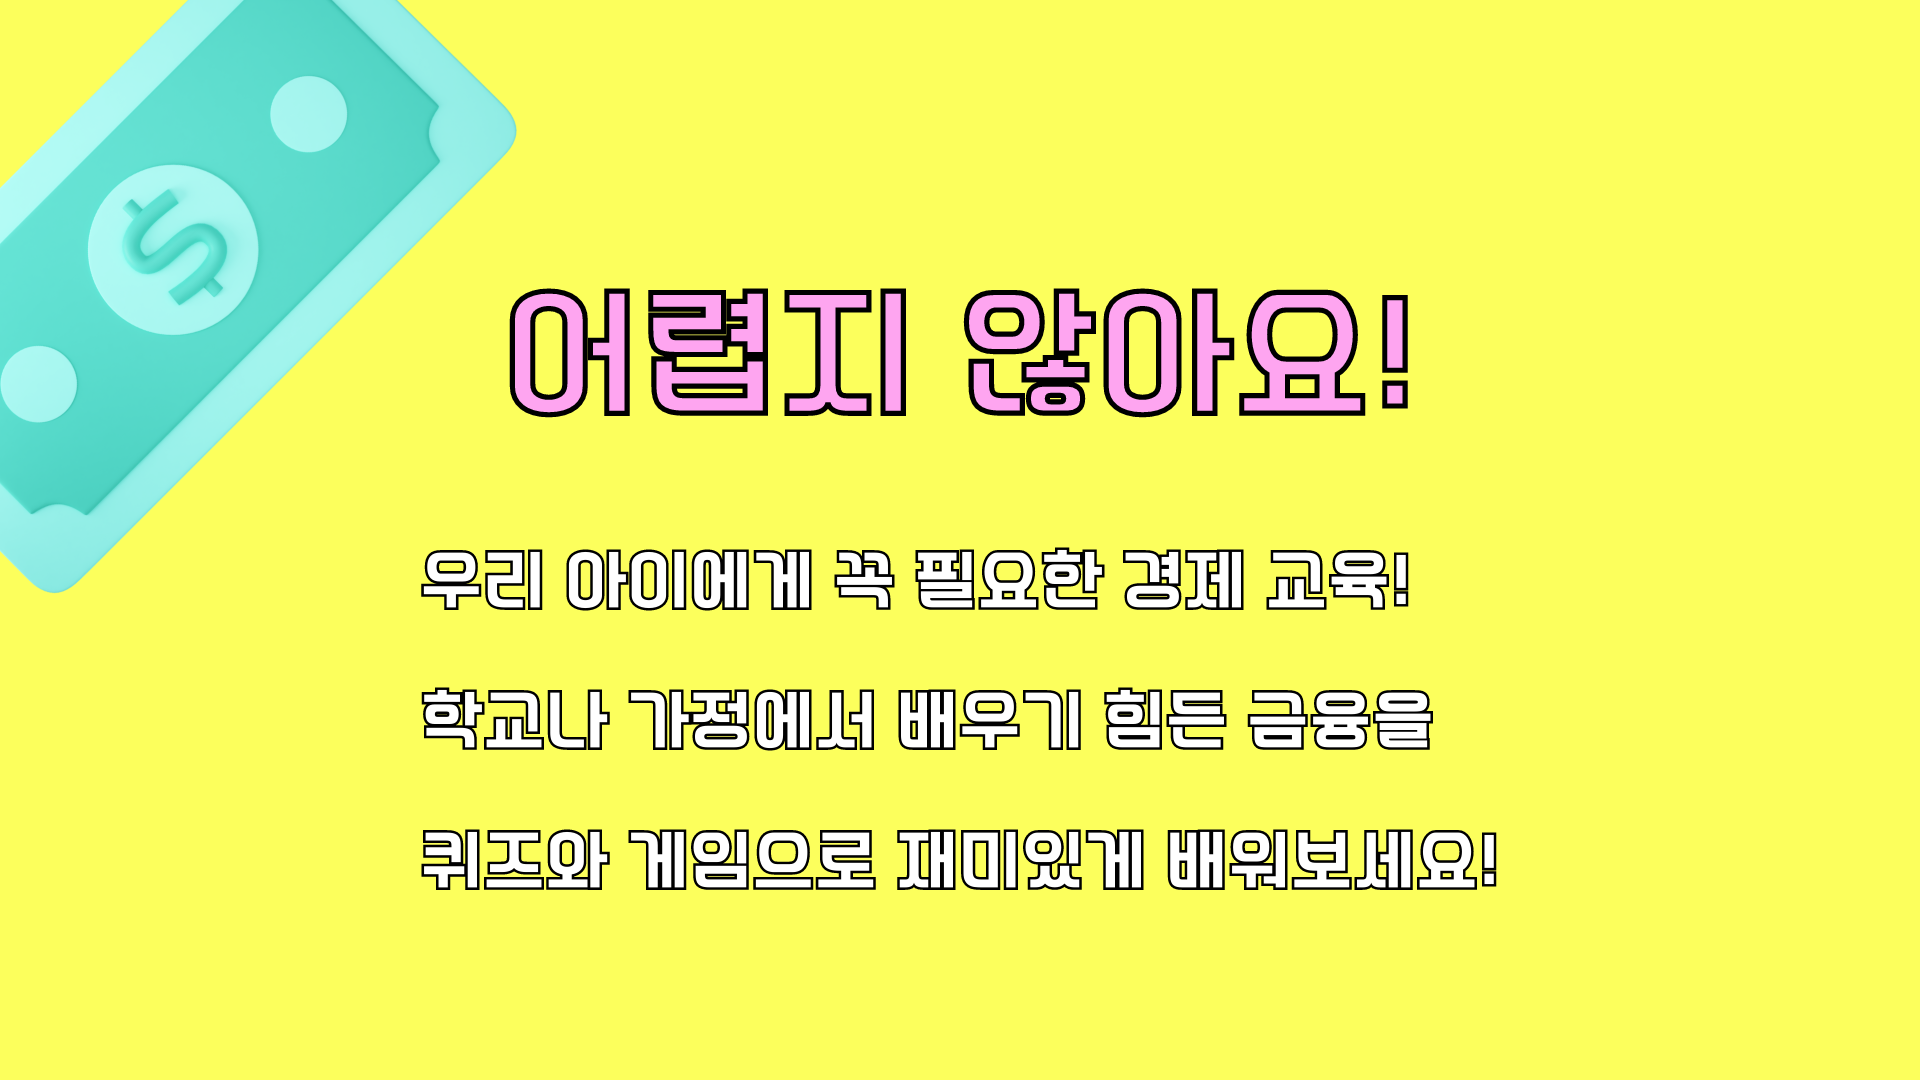 $
어렵지 않아요!
우리 아이에게 꼭 필요한 경제 교육!
학교나 가정에서 배우기 힘든 금융을
퀴즈와 게임으로 재미있게 배워보세요!